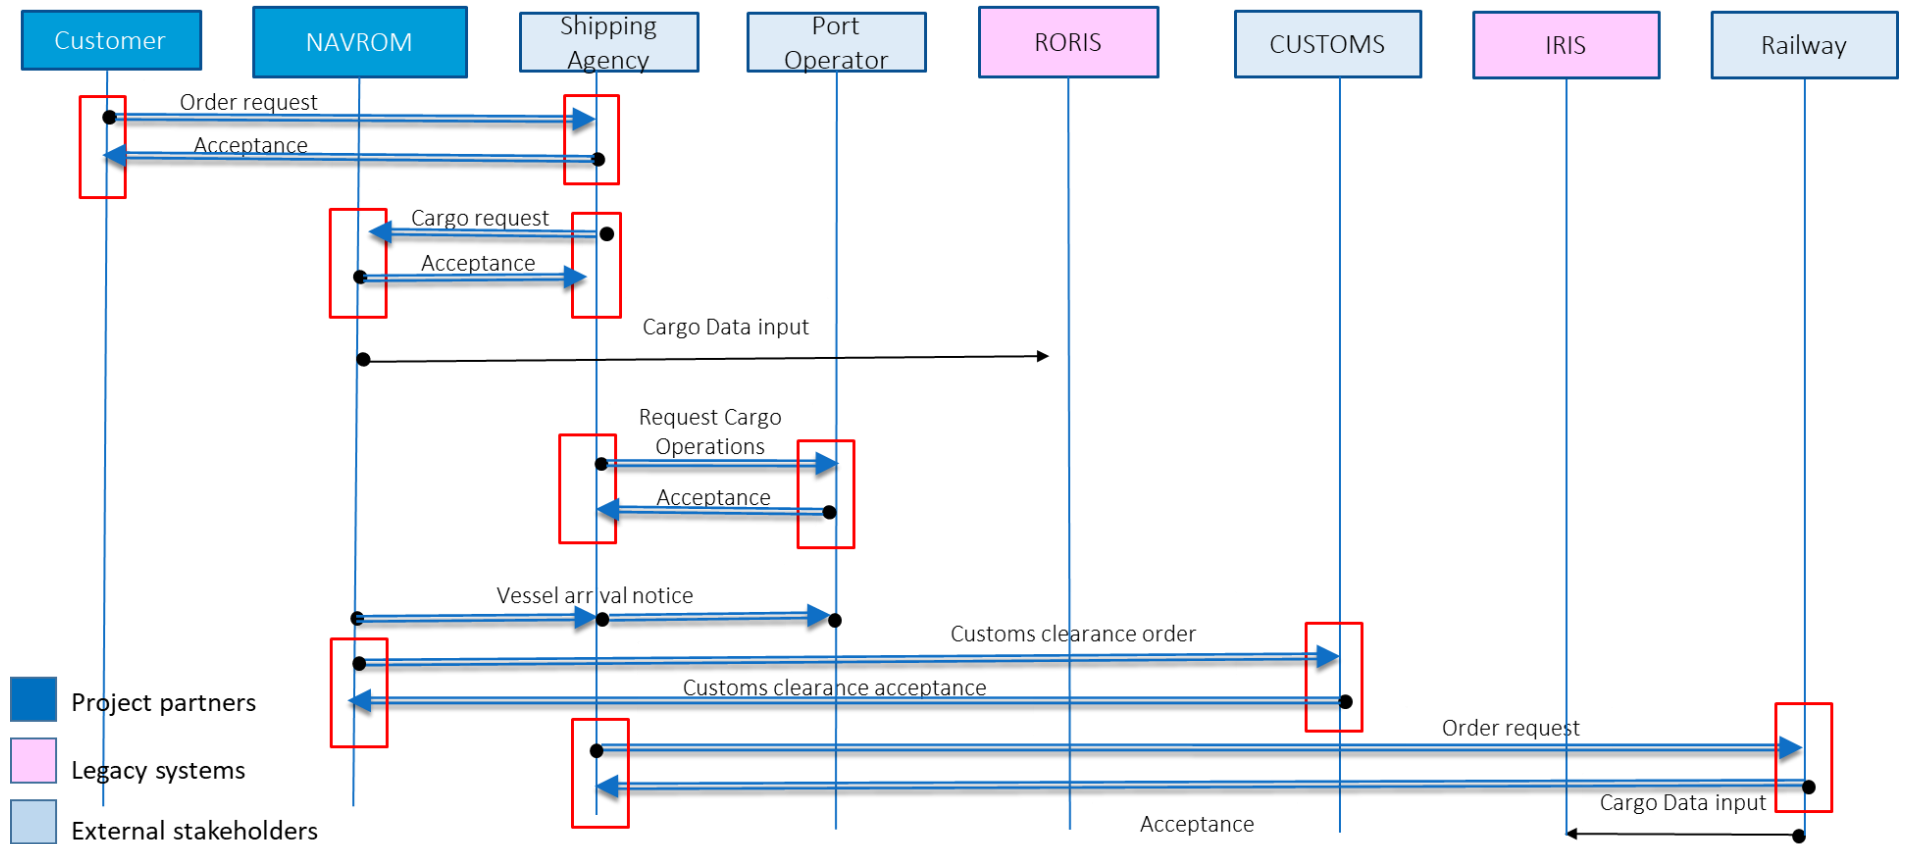 Customer
NAVROM
Shipping
Agency
Port
Operator
RORIS
CUSTOMS
IRIS
Railway
Order request
Acceptance
Cargo request
Acceptance
Cargo Data input
Request Cargo
Operations
Acceptance
Vessel arrival notice
Customs clearance order
Customs clearance acceptance
Order request
Cargo Data input
Acceptance
Project partners
Legacy systems
External stakeholders